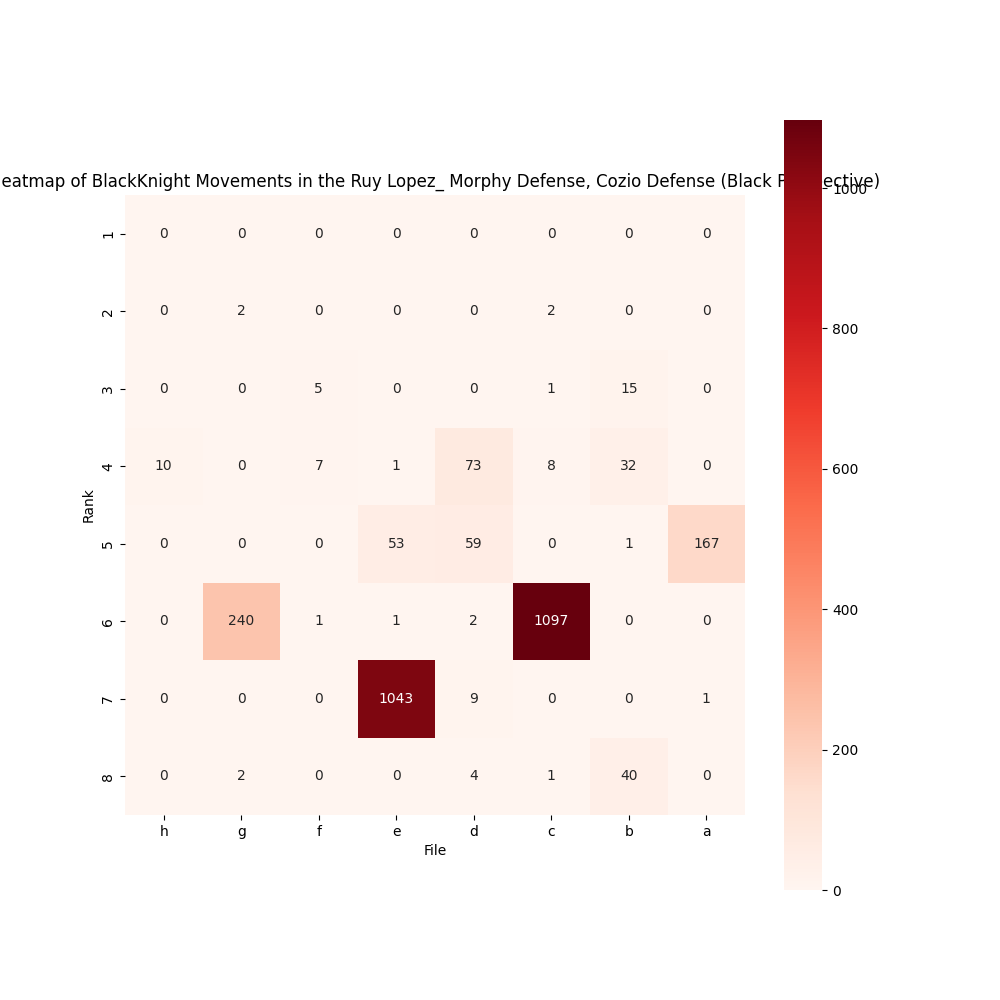 eatmap of BlackKnight Movements in the Ruy Lopez_ Morphy Defense, Cozio Defense (Black ective)
1000
1 0 0 0 0 0 0 0 0
2 0 2 0 0 0 2 0 0
800
3 0 0 5 0 0 1 15 0
4 10 0 7 1 73 8 32 0
600
Rank
5 0 0 0 53 59 0 1 167
400
6 0 240 1 1 2 1097 0 0
7 0 0 0 1043 9 0 0 1
200
8 0 2 0 0 4 1 40 0
h g f e d c b a
File
0